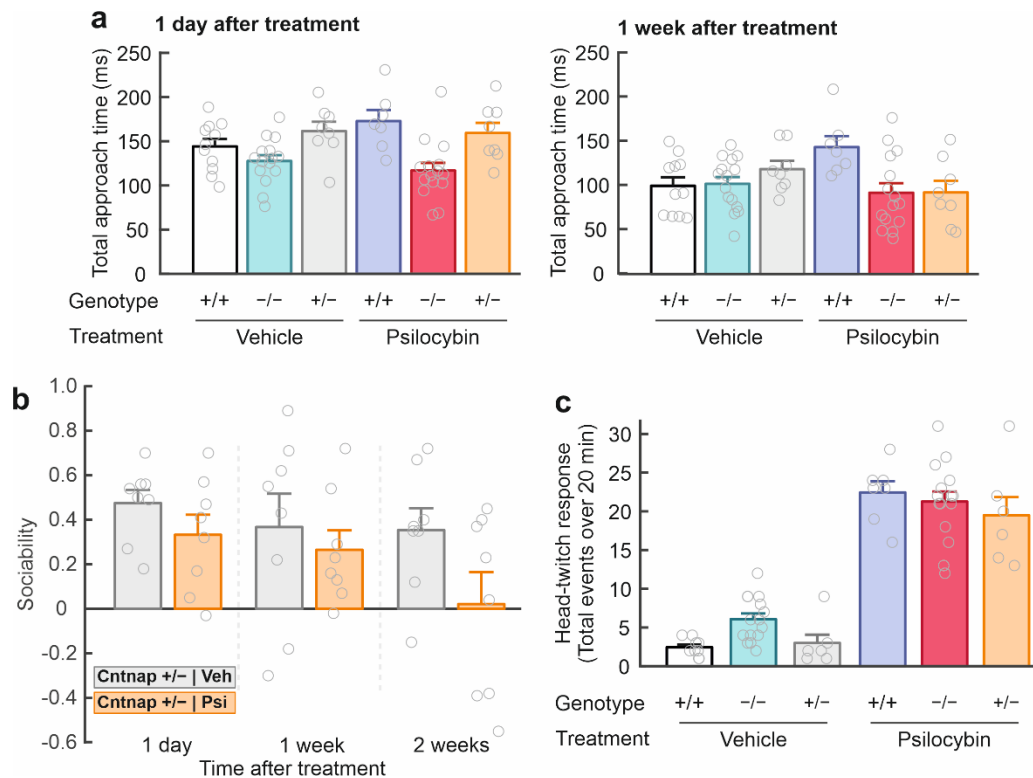 a
1 day after treatment
Total approach time (ms)
250
200
150
100
50
0
Genotype +/+ −/− +/− +/+ −/− +/−
Treatment Vehicle Psilocybin
1 week after treatment
Total approach time (ms)
250
200
150
100
50
0
+/+ −/− +/− +/+ −/− +/−
Vehicle Psilocybin
b
Sociability
1.0
0.8
0.6
0.4
0.2
0
-0.2
-0.4
-0.6
Cntnap +/− | Veh
Cntnap +/− | Psi
1 day 1 week 2 weeks
Time after treatment
c
Head-twitch response
(Total events over 20 min)
30
25
20
15
10
5
0
Genotype +/+ −/− +/− +/+ −/− +/−
Treatment Vehicle Psilocybin